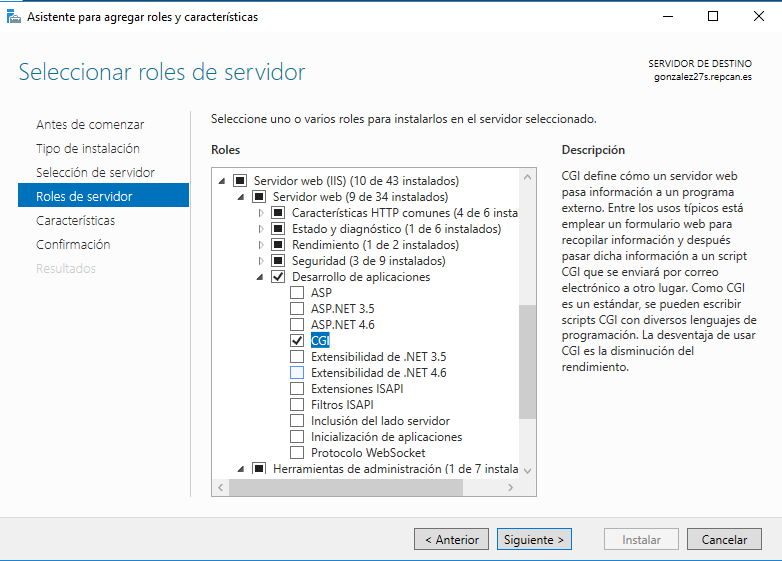 Asistente para agregar roles y características
Seleccionar roles de servidor
SERVIDOR DE DESTINO
gonzalez27s.repcan.es
Antes de comenzar
Tipo de instalación
Selección de servidor
Roles de servidor
Características
Confirmación
Resultados
Seleccione uno o varios roles para instalarlos en el servidor seleccionado.
Roles
Servidor web (IIS) (10 de 43 instalados)
Servidor web (9 de 34 instalados)
Características HTTP comunes (4 de 6 instal
Estado y diagnóstico (1 de 6 instalados)
Rendimiento (1 de 2 instalados)
Seguridad (3 de 9 instalados)
Desarrollo de aplicaciones
ASP
ASP.NET 3.5
ASP.NET 4.6
CGI
Extensibilidad de .NET 3.5
Extensibilidad de .NET 4.6
Extensiones ISAPI
Filtros ISAPI
Inclusión del lado servidor
Inicialización de aplicaciones
Protocolo WebSocket
Herramientas de administración (1 de 7 instala
Descripción
CGI define cómo un servidor web
pasa información a un programa
externo. Entre los usos típicos está
emplear un formulario web para
recopilar información y después
pasar dicha información a un script
CGI que se enviará por correo
electrónico a otro lugar. Como CGI
es un estándar, se pueden escribir
scripts CGI con diversos lenguajes de
programación. La desventaja de usar
CGI es la disminución del
rendimiento.
< Anterior
Siguiente >
Instalar
Cancelar